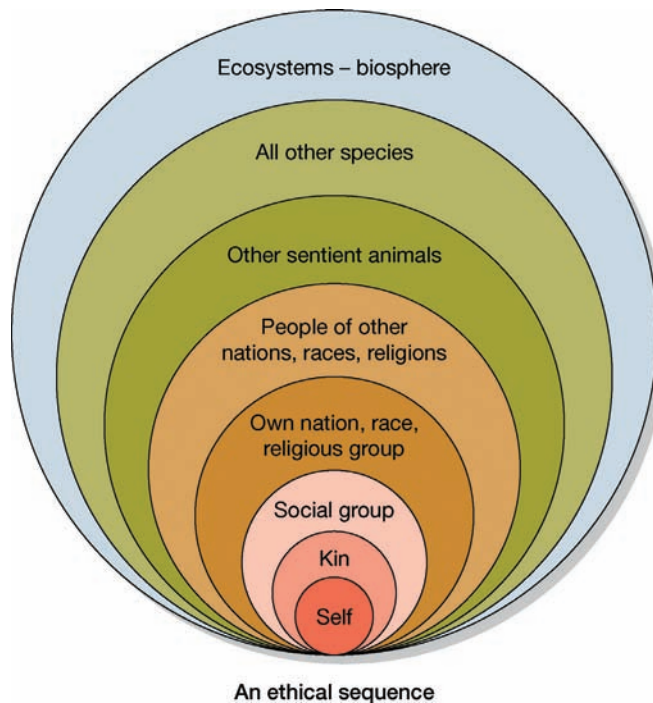 Ecosystems – biosphere
All other species
Other sentient animals
People of other
nations, races, religions
Own nation, race,
religious group
Social group
Kin
Self
An ethical sequence